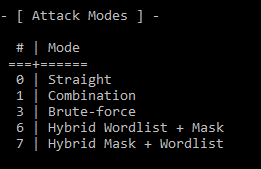 - [ Attack Modes ] -
  # | Mode
 ===+======
  0 | Straight
  1 | Combination
  3 | Brute-force
  6 | Hybrid Wordlist + Mask
  7 | Hybrid Mask + Wordlist